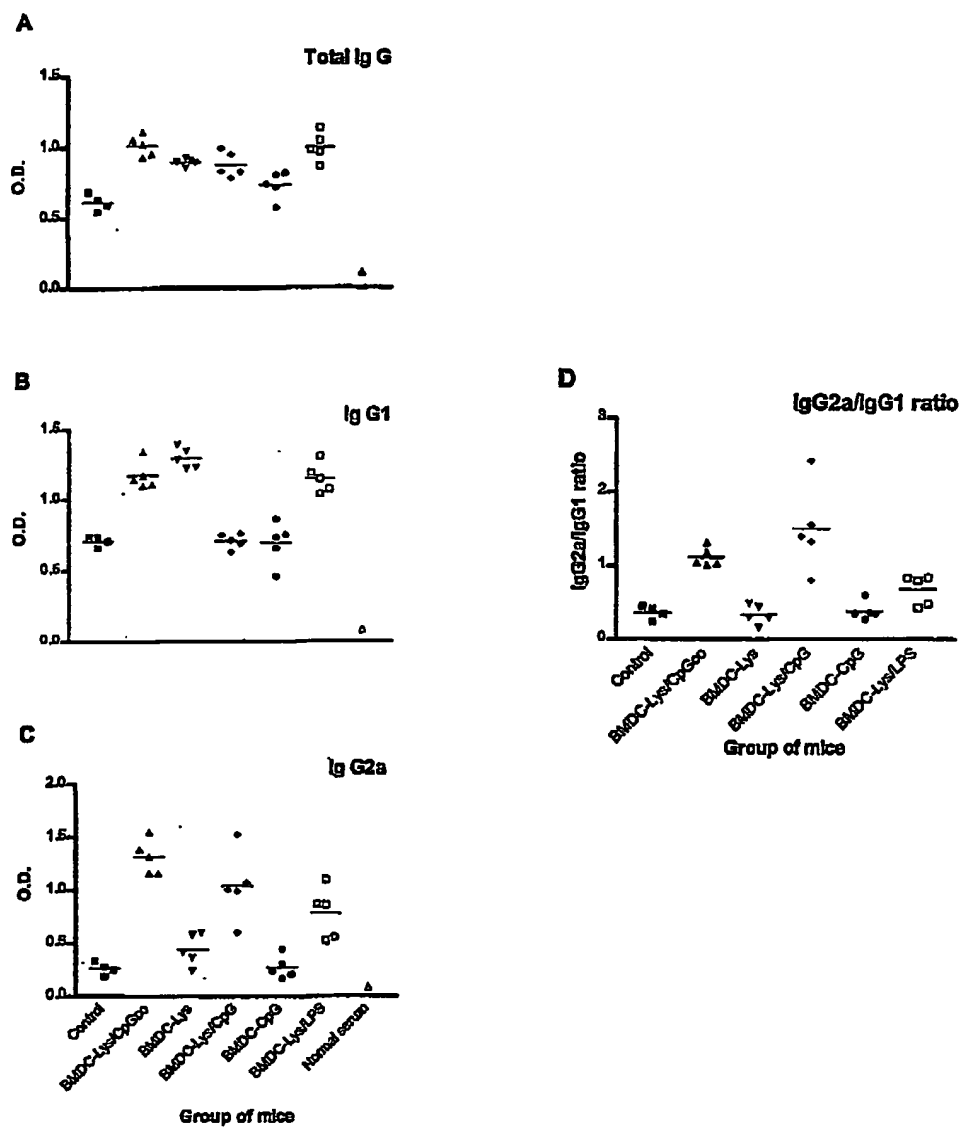 A
Total Ig G
1.5
1.0
0.5
0.0
O.D.
B
Ig G1
1.5
1.0
0.5
0.0
O.D.
C
Ig G2a
2.0
1.5
1.0
0.5
0.0
O.D.
Control
BMDC-Lys/CpGco
BMDC-Lys
BMDC-Lys/CpG
BMDC-CpG
BMDC-Lys/LPS
Normal serum
Group of mice
D
IgG2a/IgG1 ratio
3
2
1
0
IgG2a/IgG1 ratio
Control
BMDC-Lys/CpGco
BMDC-Lys
BMDC-Lys/CpG
BMDC-CpG
BMDC-Lys/LPS
Group of mice